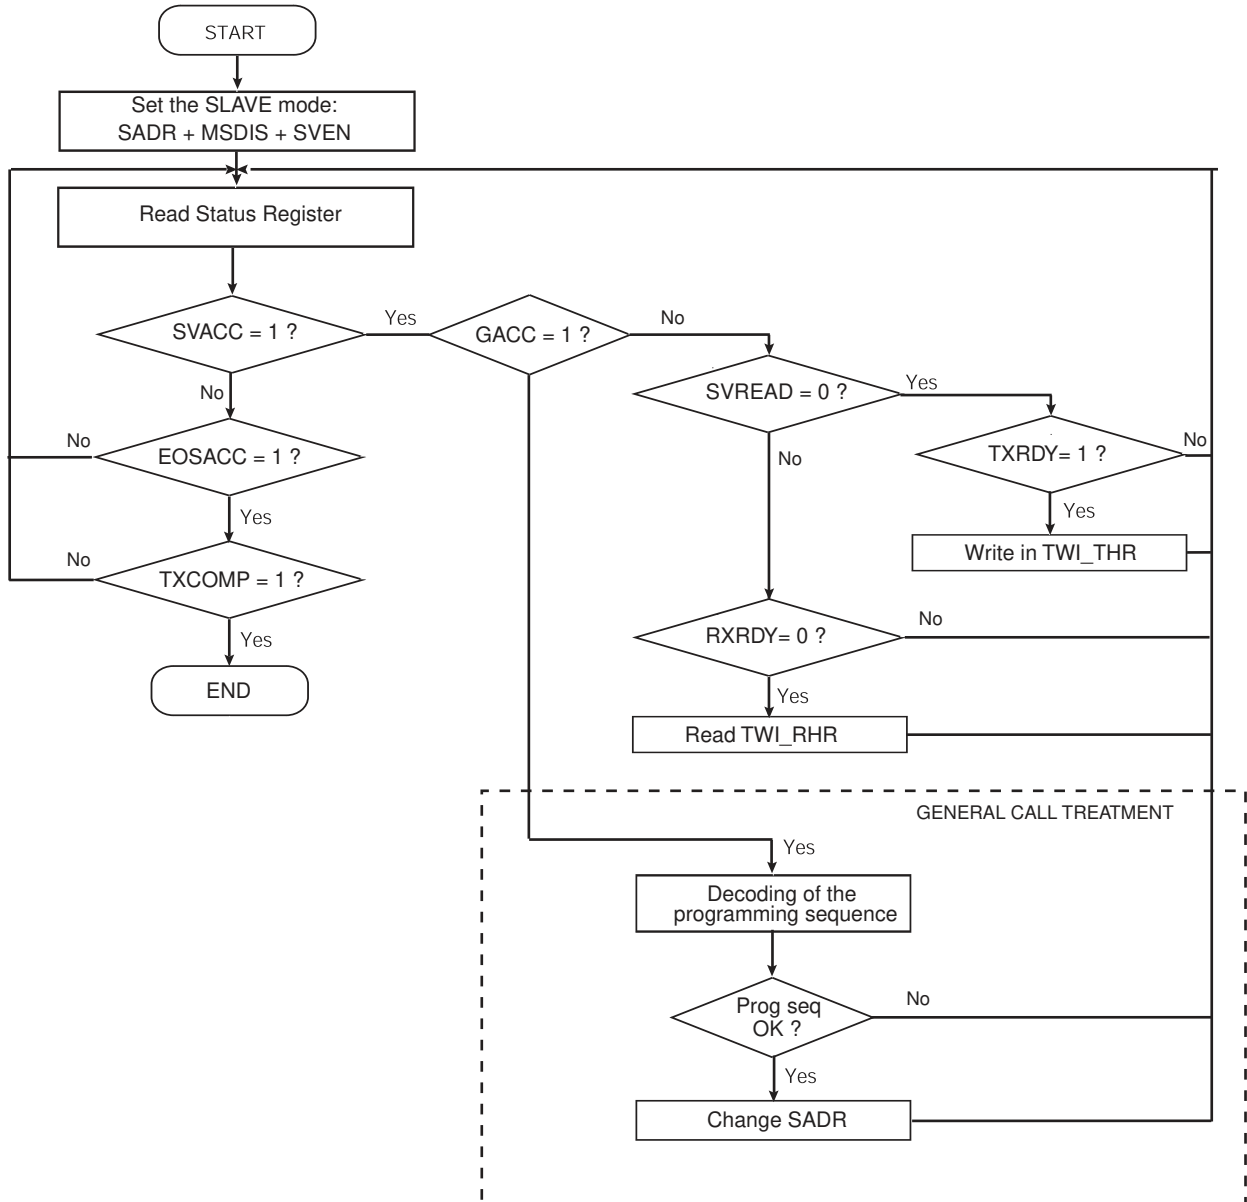 START
Set the SLAVE mode:
SADR + MSDIS + SVEN
Read Status Register
SVACC = 1 ?
Yes
GACC = 1 ?
No
No
SVREAD = 0 ?
Yes
No
EOSACC = 1 ?
No
TXRDY= 1 ?
No
Yes
Yes
Write in TWI_THR
No
TXCOMP = 1 ?
Yes
RXRDY= 0 ?
No
END
Yes
Read TWI_RHR
GENERAL CALL TREATMENT
Yes
Decoding of the
programming sequence
Prog seq
OK ?
No
Yes
Change SADR